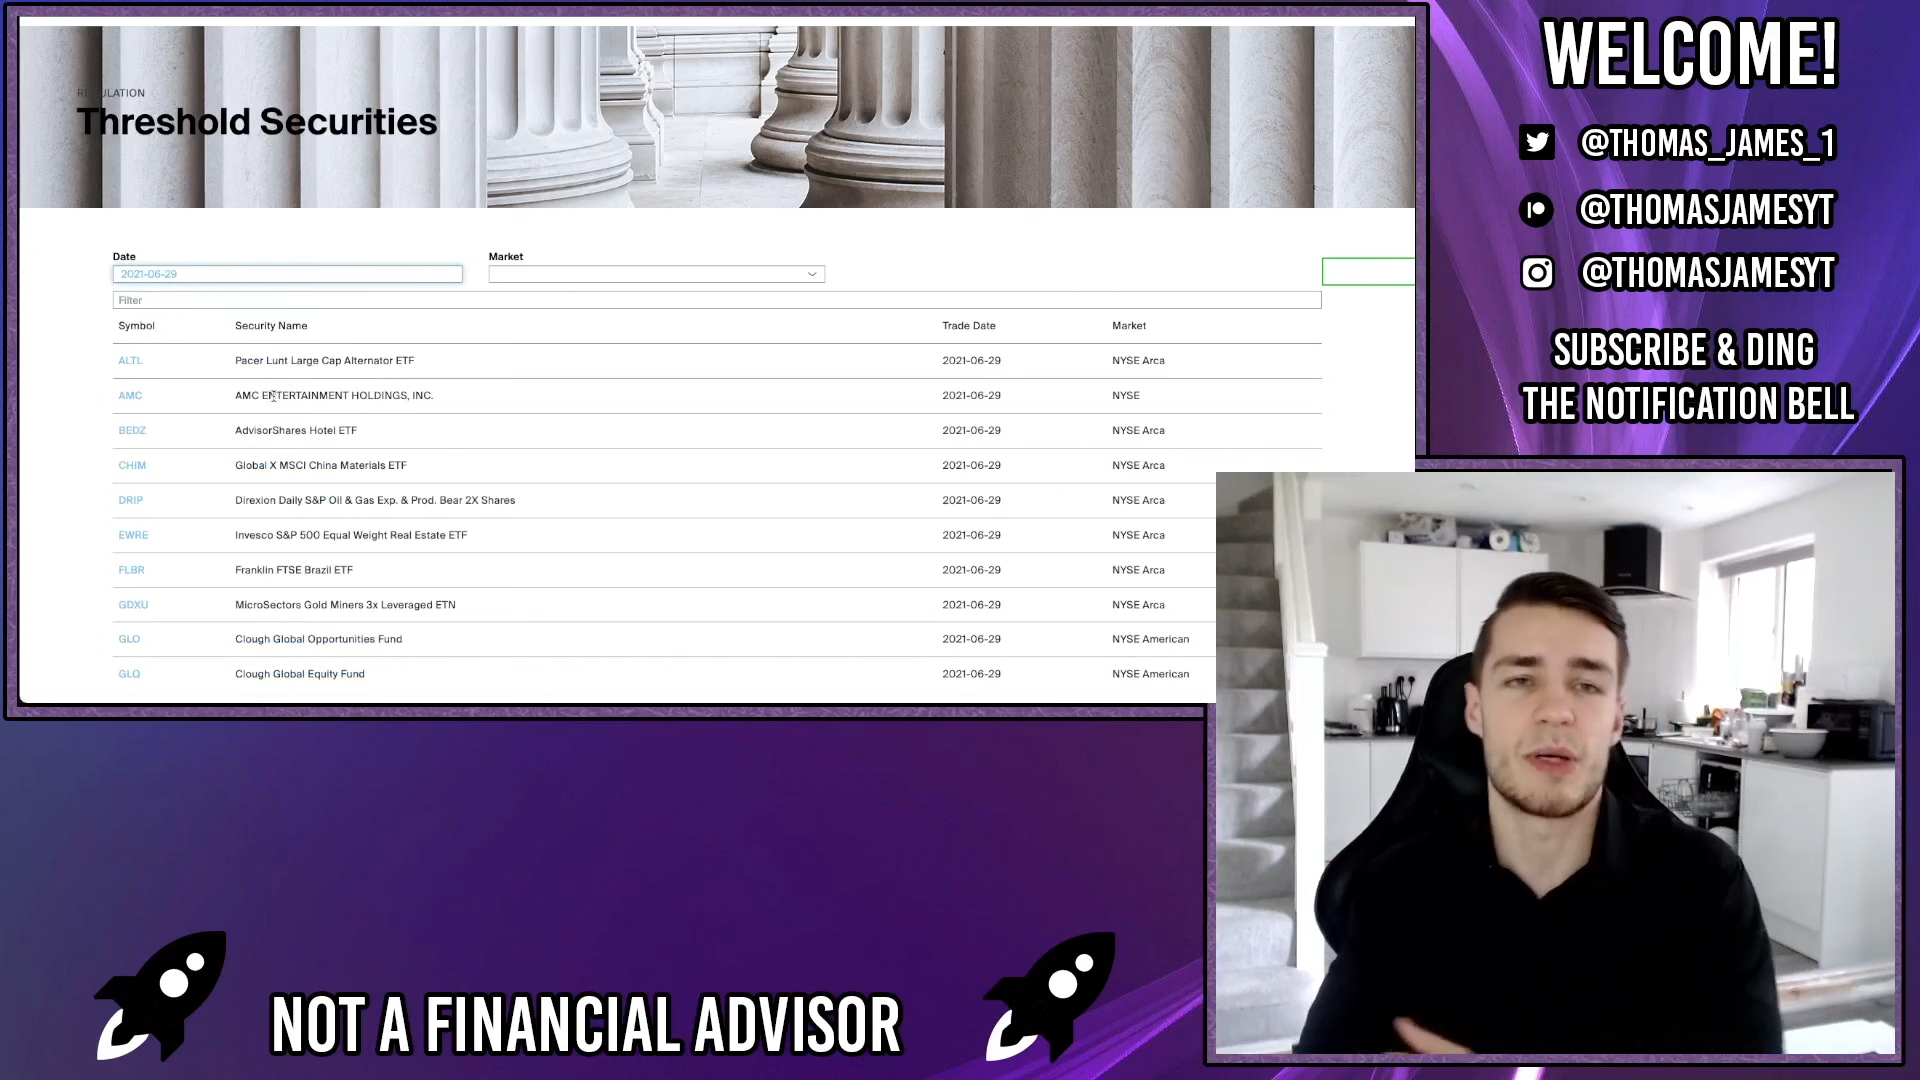 REGULATION
Threshold Securities
Date
Market
2021-06-29
Filter
Symbol Security Name Trade Date Market
ALTL Pacer Lunt Large Cap Alternator ETF 2021-06-29 NYSE Arca
AMC AMC ENTERTAINMENT HOLDINGS, INC. 2021-06-29 NYSE
BEDZ AdvisorShares Hotel ETF 2021-06-29 NYSE Arca
CHIM Global X MSCI China Materials ETF 2021-06-29 NYSE Arca
DRIP Direxion Daily S&P Oil & Gas Exp. & Prod. Bear 2X Shares 2021-06-29 NYSE Arca
EWRE Invesco S&P 500 Equal Weight Real Estate ETF 2021-06-29 NYSE Arca
FLBR Franklin FTSE Brazil ETF 2021-06-29 NYSE Arca
GDXU MicroSectors Gold Miners 3x Leveraged ETN 2021-06-29 NYSE Arca
GLO Clough Global Opportunities Fund 2021-06-29 NYSE American
GLQ Clough Global Equity Fund 2021-06-29 NYSE American
WELCOME!
@THOMAS_JAMES_1
@THOMASJAMESYT
@THOMASJAMESYT
SUBSCRIBE & DING
THE NOTIFICATION BELL
NOT A FINANCIAL ADVISOR